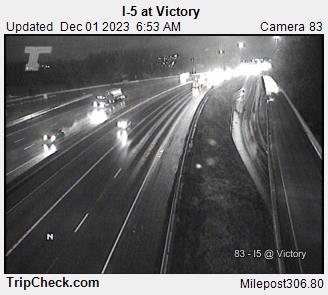 I-5 at Victory
Updated Dec 01 2023 6:53 AM
Camera 83
T
N
83 - I5 @ Victory
TripCheck.com
Milepost306.80